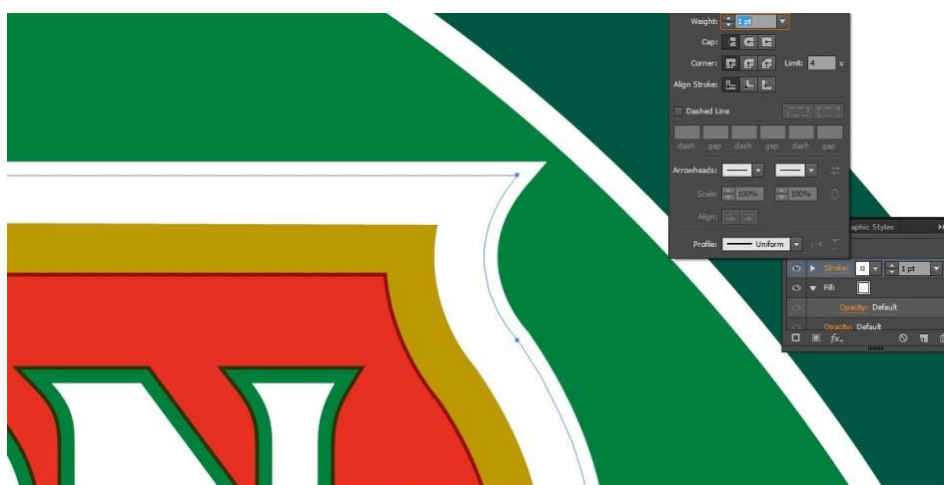 Weight: 1 pt
Cap:
Corner: Limit: 4 x
Align Stroke:
Dashed Line
dash gap dash gap dash gap
Arrowheads:
Scale: 100% 100%
Align:
Profile: Uniform
aphic Styles
Stroke: 1 pt
Fill:
Opacity: Default
Opacity: Default
fx.
N